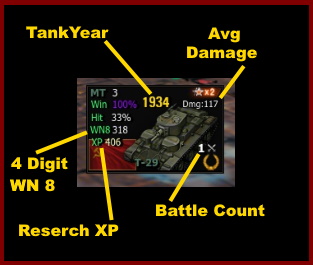 TankYear
Avg
Damage
MT 3
Win 100%
Hit 33%
WN8 318
XP 406
1934
x2
Dmg:117
1 X
T-29
4 Digit
WN 8
Reserch XP
Battle Count